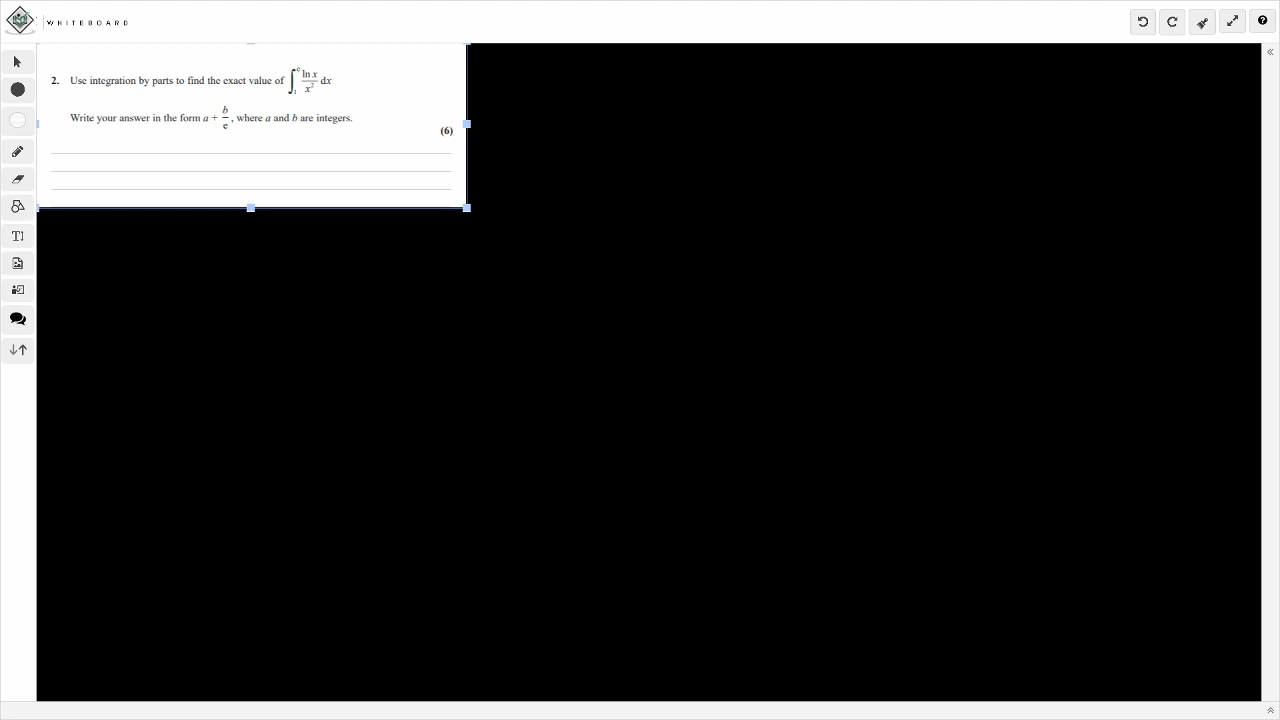 WHITEBOARD
2. Use integration by parts to find the exact value of ∫₁ᵉ ln x / x² dx
Write your answer in the form a + b/e, where a and b are integers.
(6)